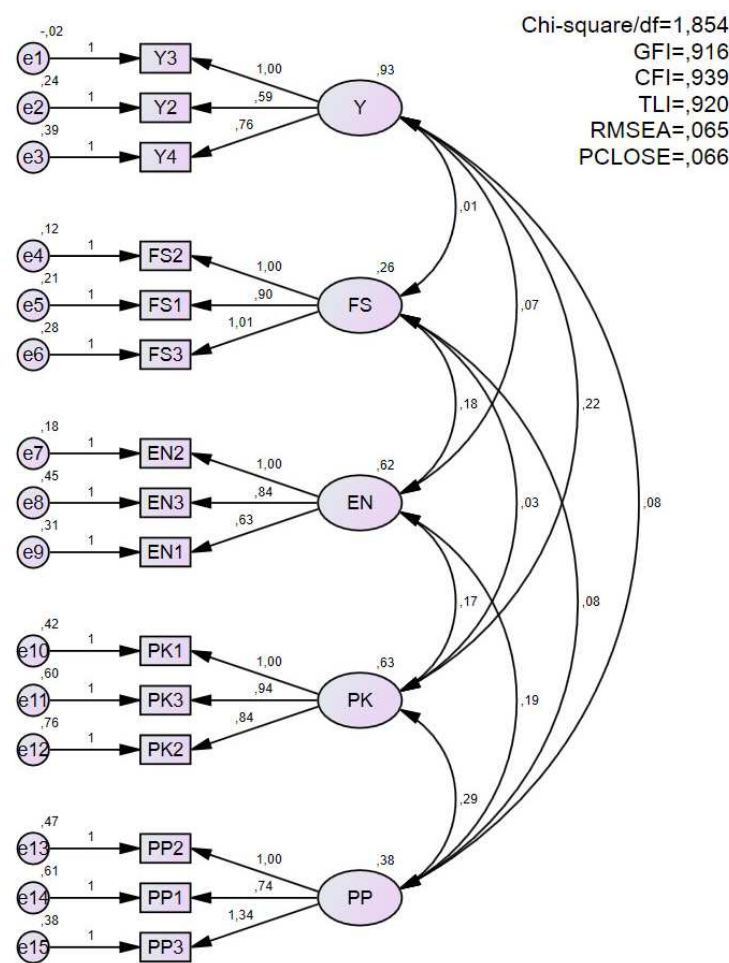 Chi-square/df=1,854
GFI=,916
CFI=,939
TLI=,920
RMSEA=,065
PCLOSE=,066
-,02
e1 1 Y3 1,00 ,93
,24
e2 1 Y2 ,59 Y
,39
e3 1 Y4 ,76
,01
,12
e4 1 FS2 1,00 ,26
,21
e5 1 FS1 ,90 FS ,07
,28
e6 1 FS3 1,01
,18 ,22
,18
e7 1 EN2 1,00 ,62
,45
e8 1 EN3 ,84 EN ,03 ,08
,31
e9 1 EN1 ,63
,17 ,08
,42
e10 1 PK1 1,00 ,63
,60
e11 1 PK3 ,94 PK ,19
,76
e12 1 PK2 ,84
,29
,47
e13 1 PP2 1,00 ,38
,61
e14 1 PP1 ,74 PP
,38
e15 1 PP3 1,34